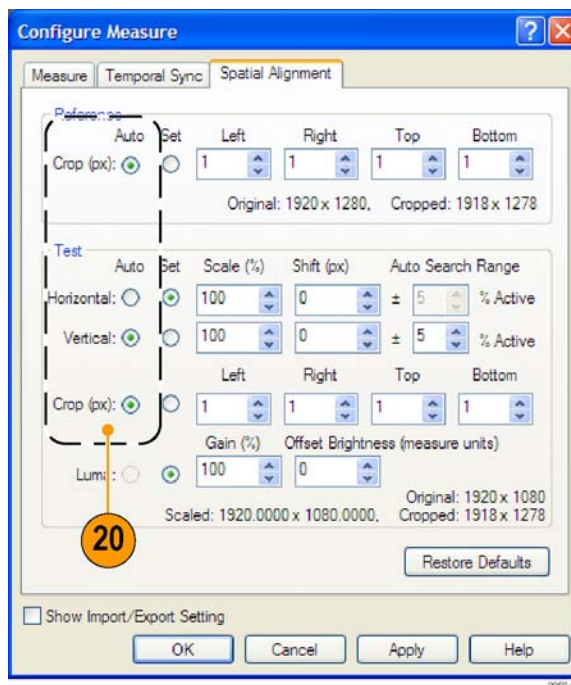 Configure Measure
Measure Temporal Sync Spatial Alignment
Reference
Auto Set Left Right Top Bottom
Crop (px): 1 1 1 1
Original: 1920 x 1280, Cropped: 1918 x 1278
Test
Auto Set Scale (%) Shift (px) Auto Search Range
Horizontal: 100 0 ± 5 % Active
Vertical: 100 0 ± 5 % Active
Left Right Top Bottom
Crop (px): 1 1 1 1
Gain (%) Offset Brightness (measure units)
Luma: 100 0
Original: 1920 x 1080
Scaled: 1920.0000 x 1080.0000, Cropped: 1918 x 1278
20
Restore Defaults
Show Import/Export Setting
OK Cancel Apply Help